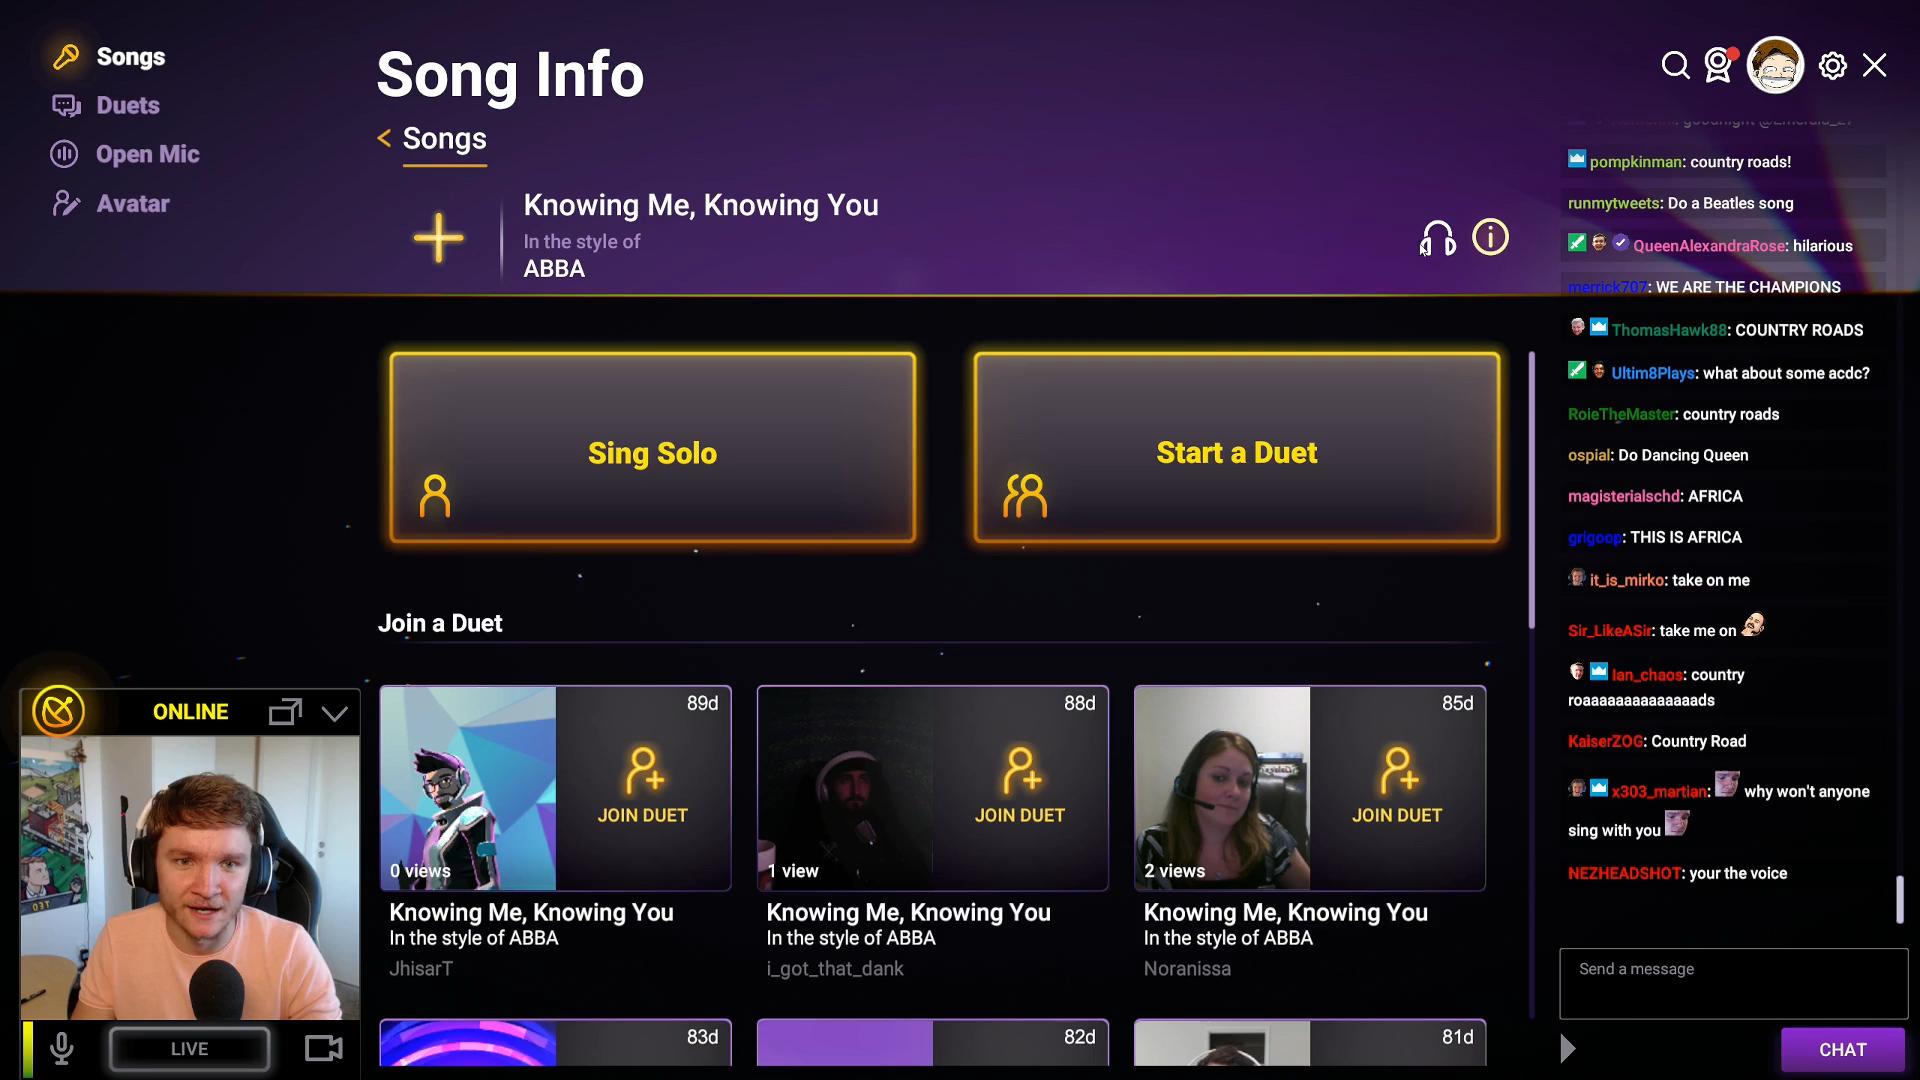 Songs
Duets
Open Mic
Avatar
Song Info
< Songs
Knowing Me, Knowing You
In the style of
ABBA
Sing Solo
Start a Duet
Join a Duet
89d
JOIN DUET
0 views
Knowing Me, Knowing You
In the style of ABBA
JhisarT
88d
JOIN DUET
1 view
Knowing Me, Knowing You
In the style of ABBA
i_got_that_dank
85d
JOIN DUET
2 views
Knowing Me, Knowing You
In the style of ABBA
Noranissa
83d
82d
81d
ONLINE
LIVE
pompkinman: country roads!
runmytweets: Do a Beatles song
QueenAlexandraRose: hilarious
merrick707: WE ARE THE CHAMPIONS
ThomasHawk88: COUNTRY ROADS
Ultim8Plays: what about some acdc?
RoieTheMaster: country roads
ospial: Do Dancing Queen
magisterialschd: AFRICA
grigoop: THIS IS AFRICA
it_is_mirko: take on me
Sir_LikeASir: take me on
Ian_chaos: country
roaaaaaaaaaaaaaads
KaiserZOG: Country Road
x303_martian: why won't anyone
sing with you
NEZHEADSHOT: your the voice
Send a message
CHAT